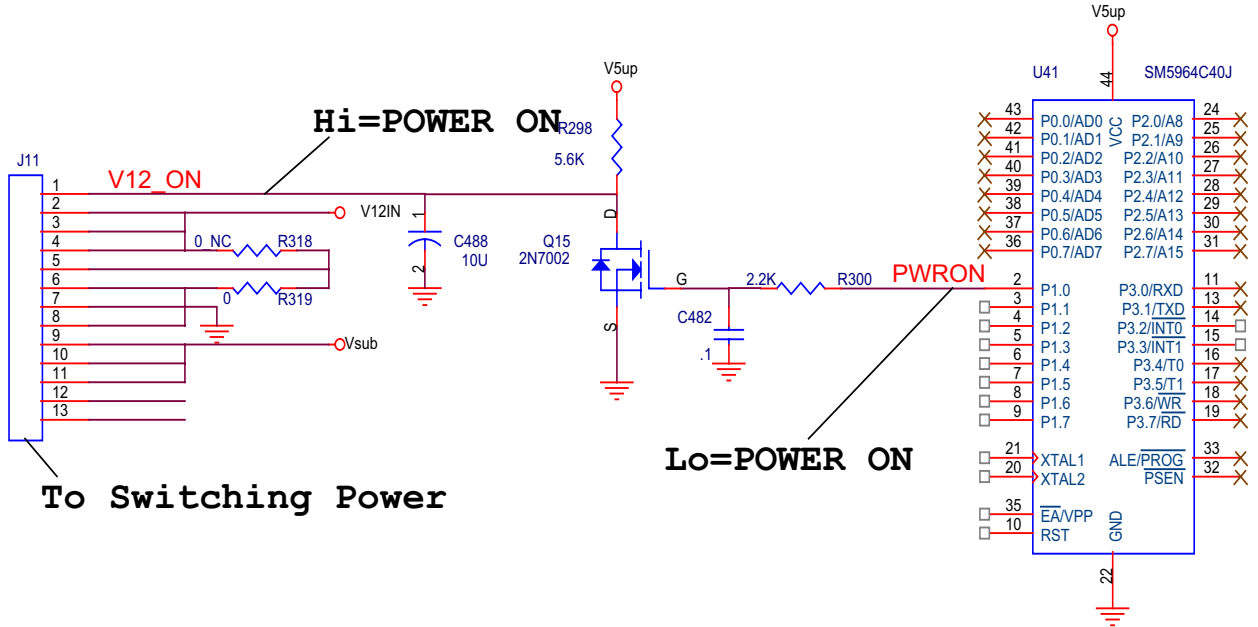 V5up
U41
SM5964C40J
44
VCC
V5up
Hi=POWER ON
R298
5.6K
J11
V12_ON
1
2
3
4
5
6
7
8
9
10
11
12
13
V12IN
0_NC
R318
0
R319
Vsub
1
C488
10U
2
D
Q15
2N7002
G
S
2.2K
R300
PWRON
C482
.1
Lo=POWER ON
To Switching Power
43 P0.0/AD0 P2.0/A8 24
42 P0.1/AD1 P2.1/A9 25
41 P0.2/AD2 P2.2/A10 26
40 P0.3/AD3 P2.3/A11 27
39 P0.4/AD4 P2.4/A12 28
38 P0.5/AD5 P2.5/A13 29
37 P0.6/AD6 P2.6/A14 30
36 P0.7/AD7 P2.7/A15 31
2 P1.0 P3.0/RXD 11
3 P1.1 P3.1/TXD 13
4 P1.2 P3.2/INT0 14
5 P1.3 P3.3/INT1 15
6 P1.4 P3.4/T0 16
7 P1.5 P3.5/T1 17
8 P1.6 P3.6/WR 18
9 P1.7 P3.7/RD 19
21 XTAL1 ALE/PROG 33
20 XTAL2 PSEN 32
35 EA/VPP
10 RST
GND
22